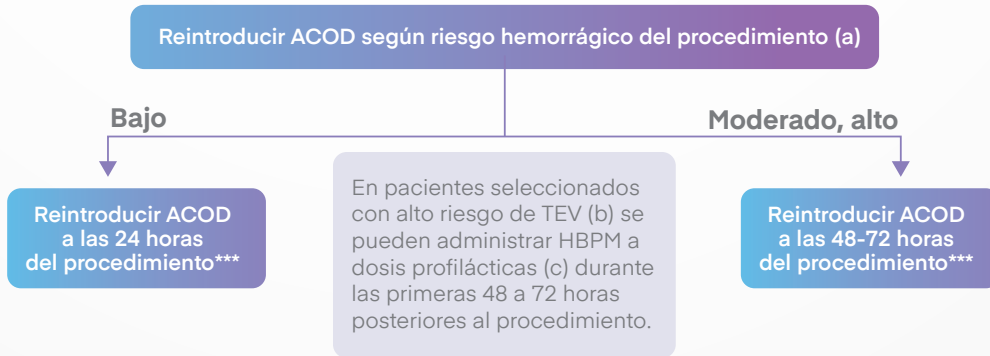 Reintroducir ACOD según riesgo hemorrágico del procedimiento (a)
Bajo
Moderado, alto
Reintroducir ACOD
a las 24 horas
del procedimiento***
En pacientes seleccionados
con alto riesgo de TEV (b) se
pueden administrar HBPM a
dosis profilácticas (c) durante
las primeras 48 a 72 horas
posteriores al procedimiento.
Reintroducir ACOD
a las 48-72 horas
del procedimiento***